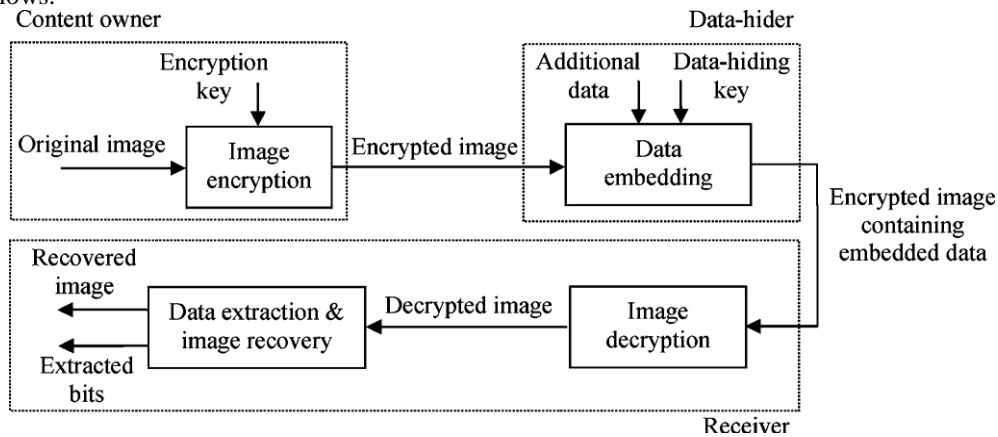 lows:
Content owner
Data-hider
Encryption
key
Additional
data
Data-hiding
key
Original image
Image
encryption
Encrypted image
Data
embedding
Encrypted image
containing
embedded data
Recovered
image
Extracted
bits
Data extraction &
image recovery
Decrypted image
Image
decryption
Receiver